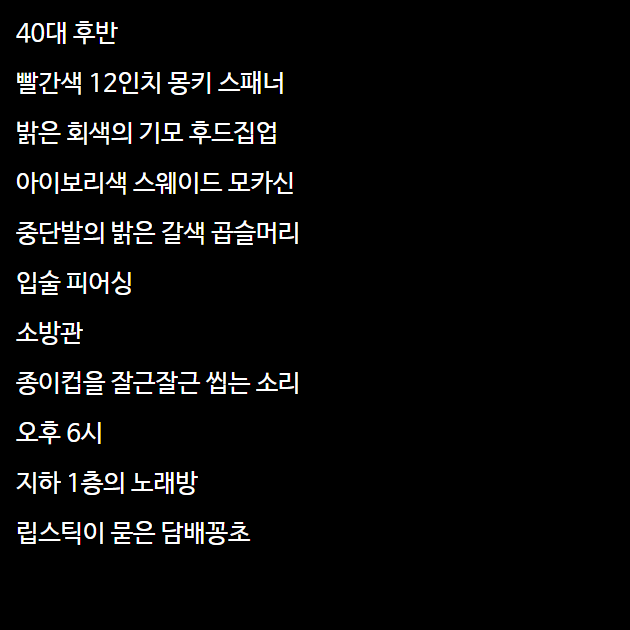 40대 후반
빨간색 12인치 몽키 스패너
밝은 회색의 기모 후드집업
아이보리색 스웨이드 모카신
중단발의 밝은 갈색 곱슬머리
입술 피어싱
소방관
종이컵을 잘근잘근 씹는 소리
오후 6시
지하 1층의 노래방
립스틱이 묻은 담배꽁초